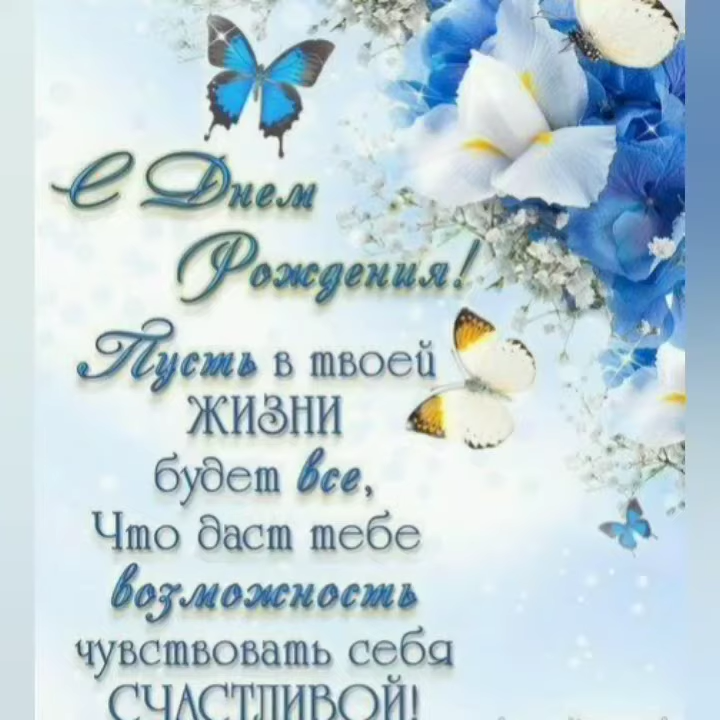 С Днем
Рождения!
Пусть в твоей
ЖИЗНИ
будет все,
Что даст тебе
возможность
чувствовать себя
СЧАСТЛИВОЙ!